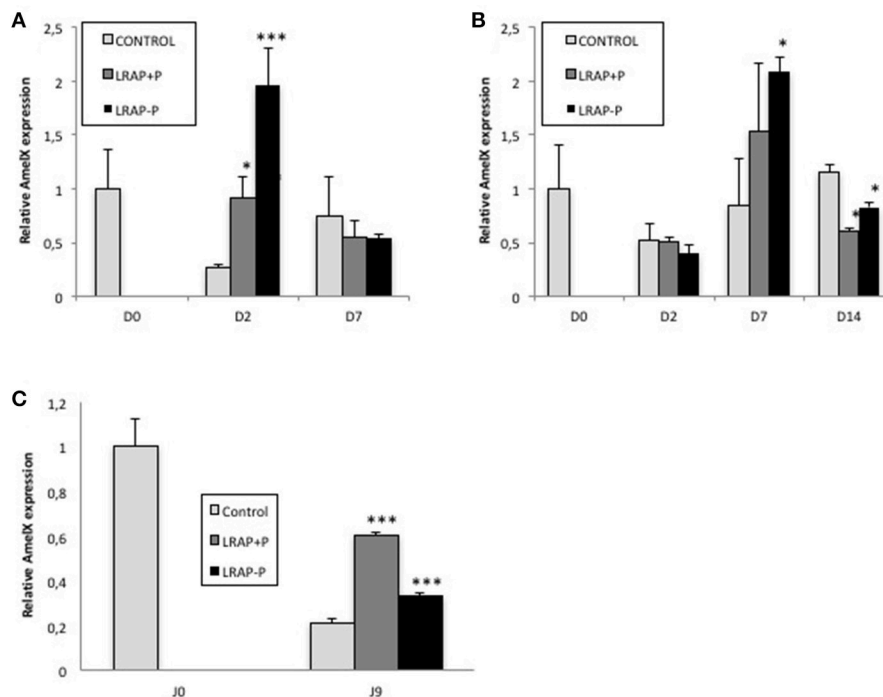 A
CONTROL
LRAP+P
LRAP-P
Relative AmelX expression
2,5
2
1,5
1
0,5
0
* ***
D0 D2 D7
B
CONTROL
LRAP+P
LRAP-P
Relative AmelX expression
2,5
2
1,5
1
0,5
0
* * *
D0 D2 D7 D14
C
Control
LRAP+P
LRAP-P
Relative AmelX expression
1,2
1
0,8
0,6
0,4
0,2
0
*** ***
J0 J9